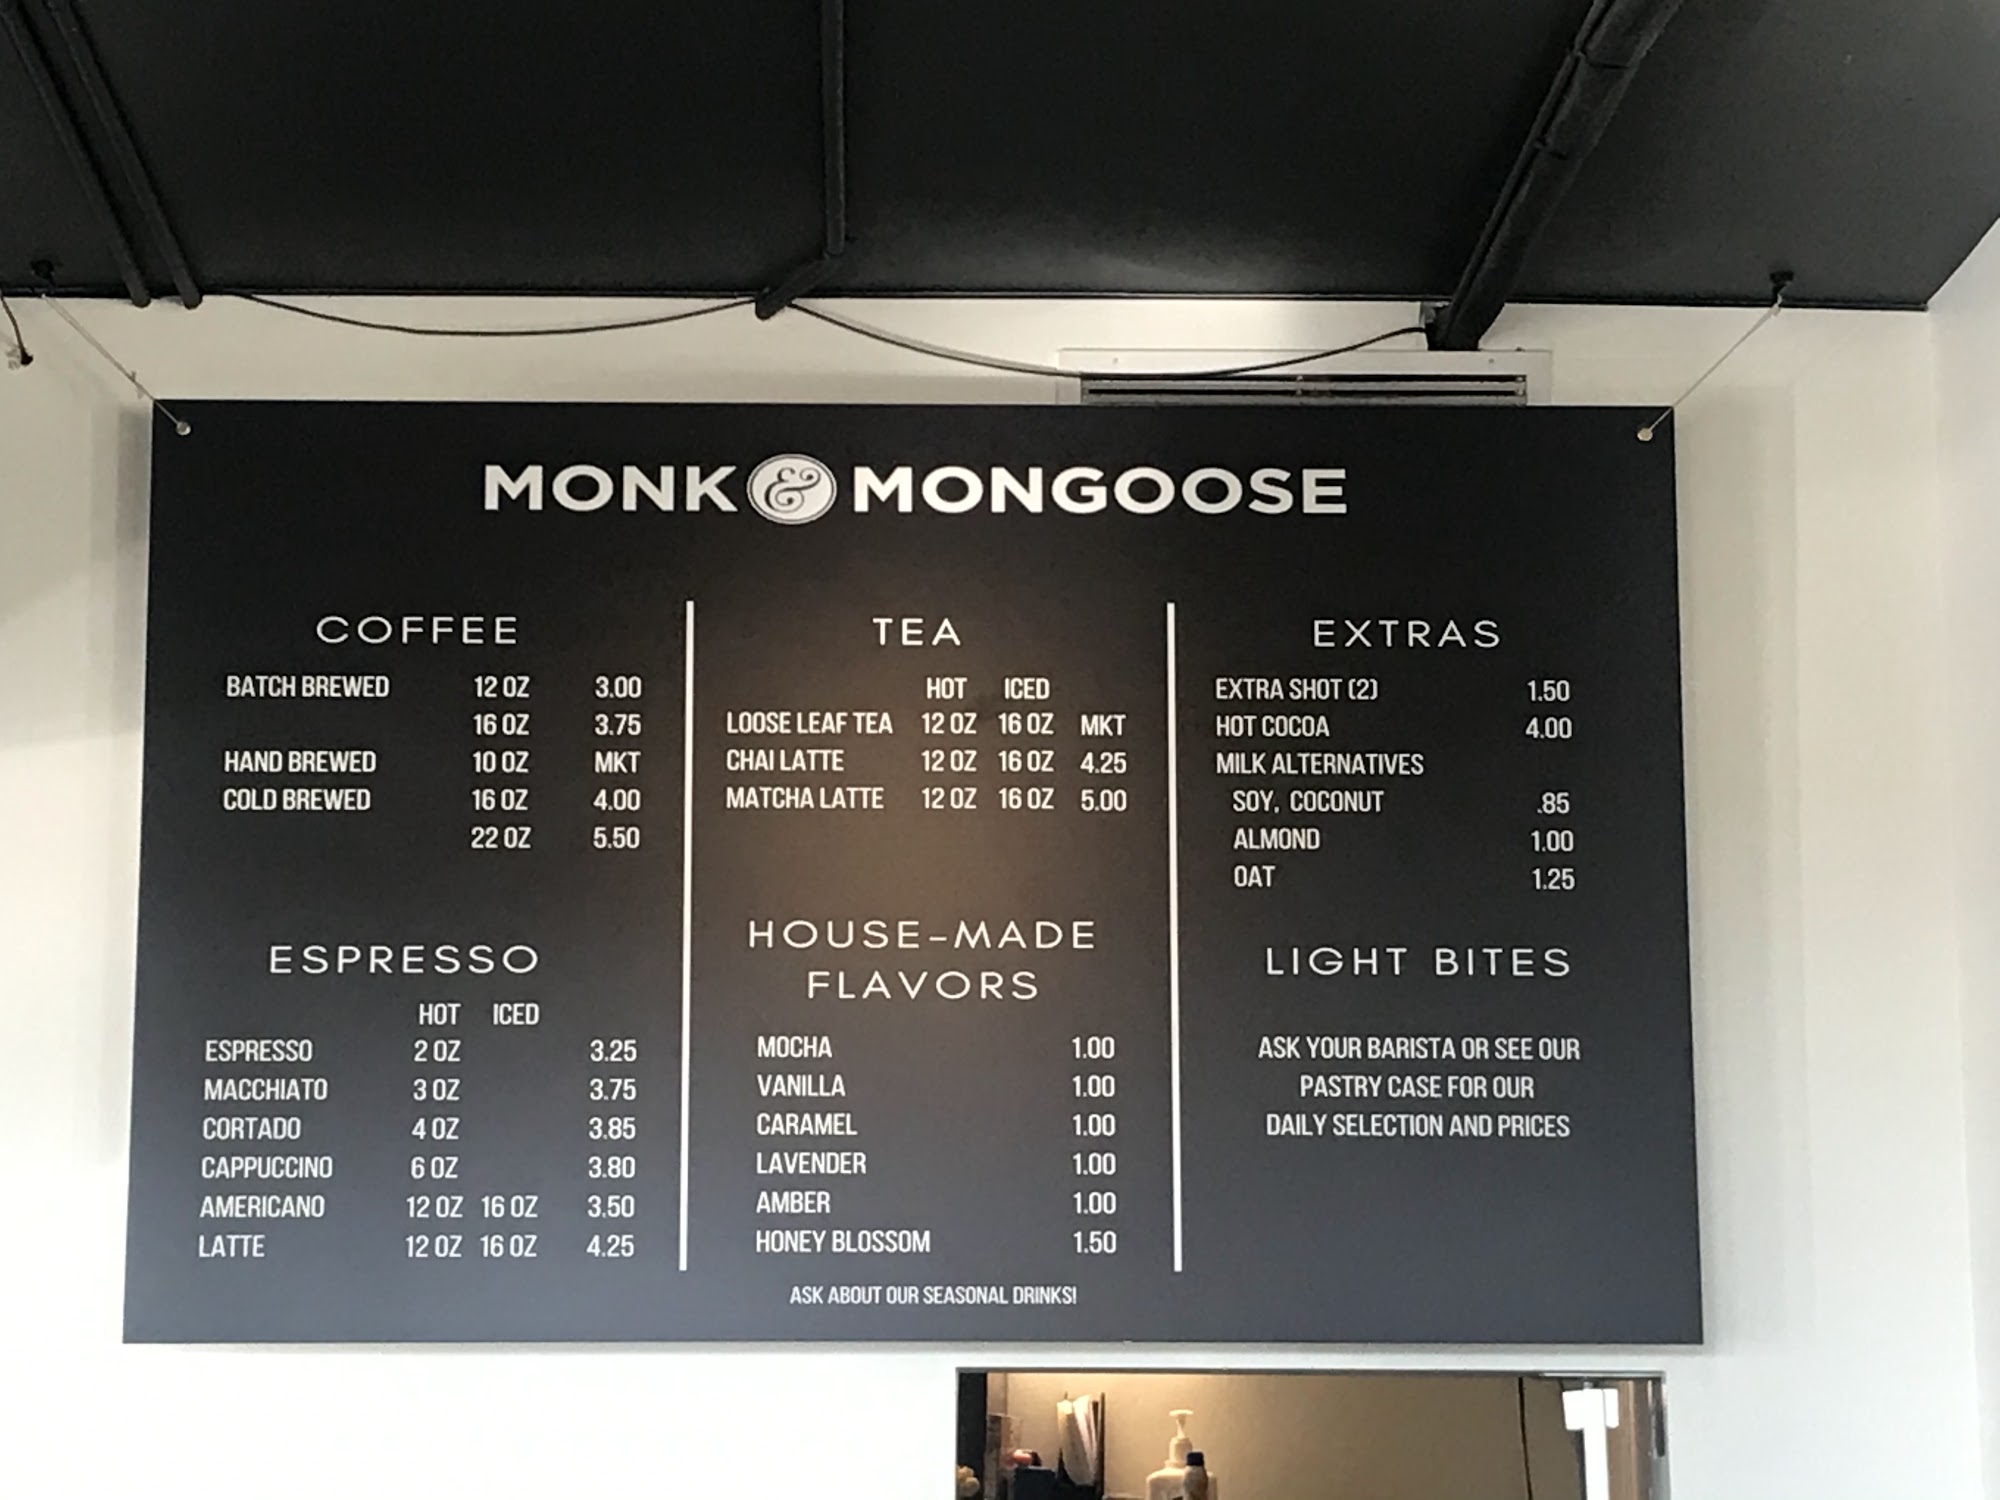 MONK & MONGOOSE
COFFEE
BATCH BREWED 12 OZ 3.00
16 OZ 3.75
HAND BREWED 10 OZ MKT
COLD BREWED 16 OZ 4.00
22 OZ 5.50
ESPRESSO
HOT ICED
ESPRESSO 2 OZ 3.25
MACCHIATO 3 OZ 3.75
CORTADO 4 OZ 3.85
CAPPUCCINO 6 OZ 3.80
AMERICANO 12 OZ 16 OZ 3.50
LATTE 12 OZ 16 OZ 4.25
TEA
HOT ICED
LOOSE LEAF TEA 12 OZ 16 OZ MKT
CHAI LATTE 12 OZ 16 OZ 4.25
MATCHA LATTE 12 OZ 16 OZ 5.00
HOUSE-MADE
FLAVORS
MOCHA 1.00
VANILLA 1.00
CARAMEL 1.00
LAVENDER 1.00
AMBER 1.00
HONEY BLOSSOM 1.50
ASK ABOUT OUR SEASONAL DRINKS!
EXTRAS
EXTRA SHOT (2) 1.50
HOT COCOA 4.00
MILK ALTERNATIVES
SOY, COCONUT .85
ALMOND 1.00
OAT 1.25
LIGHT BITES
ASK YOUR BARISTA OR SEE OUR
PASTRY CASE FOR OUR
DAILY SELECTION AND PRICES